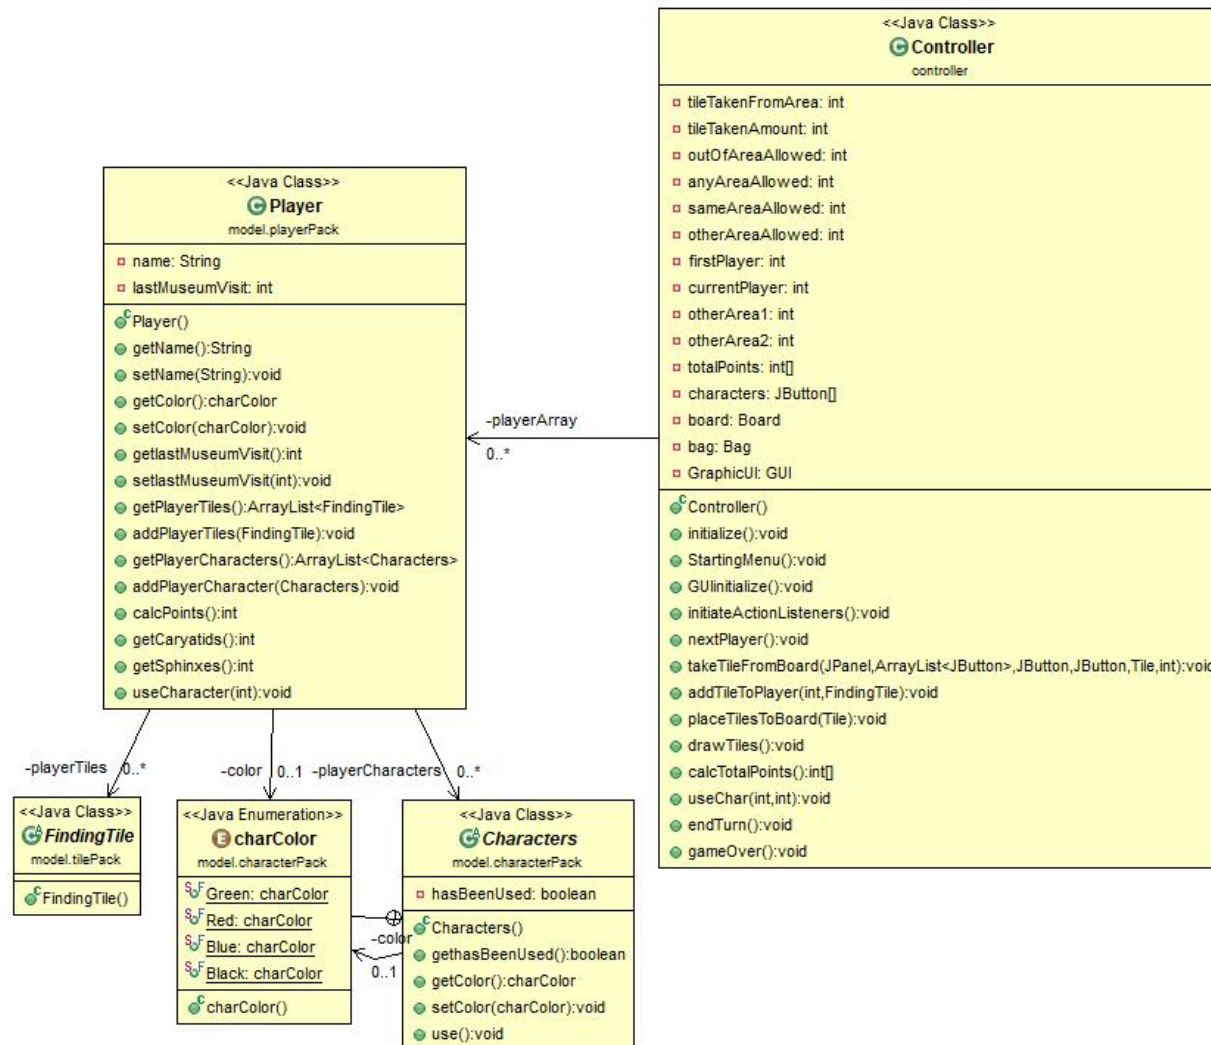 <<Java Class>>
Controller
controller
tileTakenFromArea: int
tileTakenAmount: int
outOfAreaAllowed: int
anyAreaAllowed: int
sameAreaAllowed: int
otherAreaAllowed: int
firstPlayer: int
currentPlayer: int
otherArea1: int
otherArea2: int
totalPoints: int[]
characters: JButton[]
board: Board
bag: Bag
GraphicUI: GUI
Controller()
initialize():void
StartingMenu():void
GUIinitialize():void
initiateActionListeners():void
nextPlayer():void
takeTileFromBoard(JPanel,ArrayList<JButton>,JButton,JButton,Tile,int):void
addTileToPlayer(int,FindingTile):void
placeTilesToBoard(Tile):void
drawTiles():void
calcTotalPoints():int[]
useChar(int,int):void
endTurn():void
gameOver():void
<<Java Class>>
Player
model.playerPack
name: String
lastMuseumVisit: int
Player()
getName():String
setName(String):void
getColor():charColor
setColor(charColor):void
getlastMuseumVisit():int
setlastMuseumVisit(int):void
getPlayerTiles():ArrayList<FindingTile>
addPlayerTiles(FindingTile):void
getPlayerCharacters():ArrayList<Characters>
addPlayerCharacter(Characters):void
calcPoints():int
getCaryatids():int
getSphinxes():int
useCharacter(int):void
-playerArray
0..*
-playerTiles 0..*
-color 0..1
-playerCharacters 0..*
<<Java Class>>
FindingTile
model.tilePack
FindingTile()
<<Java Enumeration>>
charColor
model.characterPack
Green: charColor
Red: charColor
Blue: charColor
Black: charColor
charColor()
-color
0..1
<<Java Class>>
Characters
model.characterPack
hasBeenUsed: boolean
Characters()
gethasBeenUsed():boolean
getColor():charColor
setColor(charColor):void
use():void